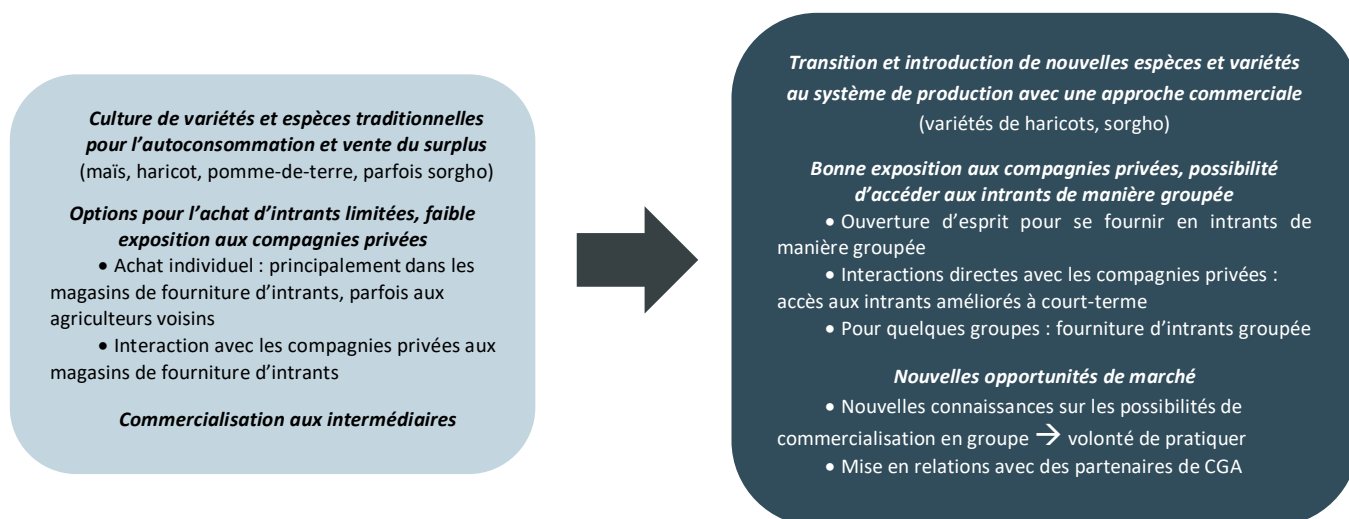 Culture de variétés et espèces traditionnelles
pour l'autoconsommation et vente du surplus
(maïs, haricot, pomme-de-terre, parfois sorgho)
Options pour l'achat d'intrants limitées, faible
exposition aux compagnies privées
• Achat individuel : principalement dans les
magasins de fourniture d'intrants, parfois aux
agriculteurs voisins
• Interaction avec les compagnies privées aux
magasins de fourniture d'intrants
Commercialisation aux intermédiaires
Transition et introduction de nouvelles espèces et variétés
au système de production avec une approche commerciale
(variétés de haricots, sorgho)
Bonne exposition aux compagnies privées, possibilité
d'accéder aux intrants de manière groupée
• Ouverture d'esprit pour se fournir en intrants de
manière groupée
• Interactions directes avec les compagnies privées :
accès aux intrants améliorés à court-terme
• Pour quelques groupes : fourniture d'intrants groupée
Nouvelles opportunités de marché
• Nouvelles connaissances sur les possibilités de
commercialisation en groupe → volonté de pratiquer
• Mise en relations avec des partenaires de CGA